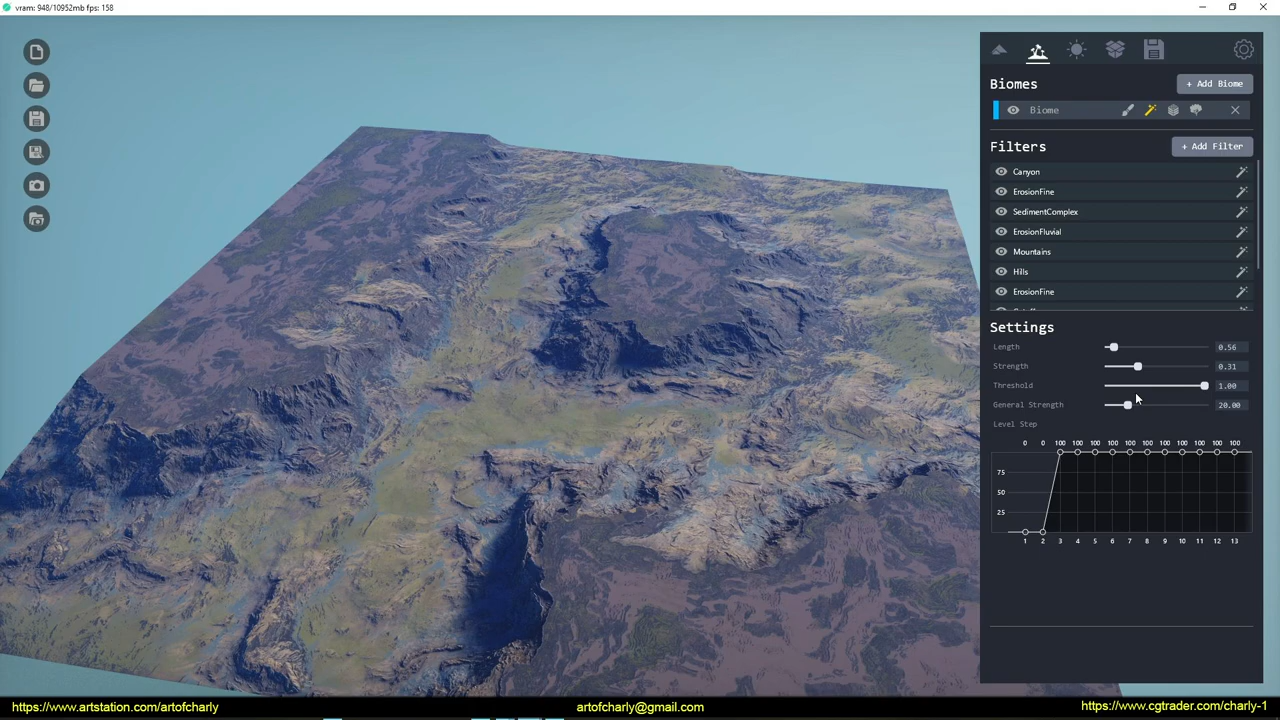 vram: 948/10952mb fps: 158
Biomes
+ Add Biome
Biome
Filters
+ Add Filter
Canyon
ErosionFine
SedimentComplex
ErosionFluvial
Mountains
Hills
ErosionFine
Settings
Length 0.56
Strength 0.31
Threshold 1.00
General Strength 20.00
Level Step
0 0 100 100 100 100 100 100 100 100 100 100 100
75
50
25
1 2 3 4 5 6 7 8 9 10 11 12 13
https://www.artstation.com/artofcharly
artofcharly@gmail.com
https://www.cgtrader.com/charly-1